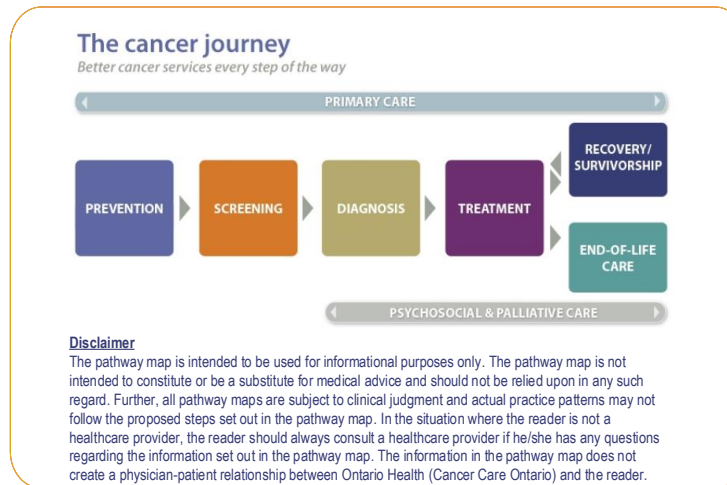 The cancer journey
Better cancer services every step of the way
PRIMARY CARE
PREVENTION
SCREENING
DIAGNOSIS
TREATMENT
RECOVERY/
SURVIVORSHIP
END-OF-LIFE
CARE
PSYCHOSOCIAL & PALLIATIVE CARE
Disclaimer
The pathway map is intended to be used for informational purposes only. The pathway map is not
intended to constitute or be a substitute for medical advice and should not be relied upon in any such
regard. Further, all pathway maps are subject to clinical judgment and actual practice patterns may not
follow the proposed steps set out in the pathway map. In the situation where the reader is not a
healthcare provider, the reader should always consult a healthcare provider if he/she has any questions
regarding the information set out in the pathway map. The information in the pathway map does not
create a physician-patient relationship between Ontario Health (Cancer Care Ontario) and the reader.